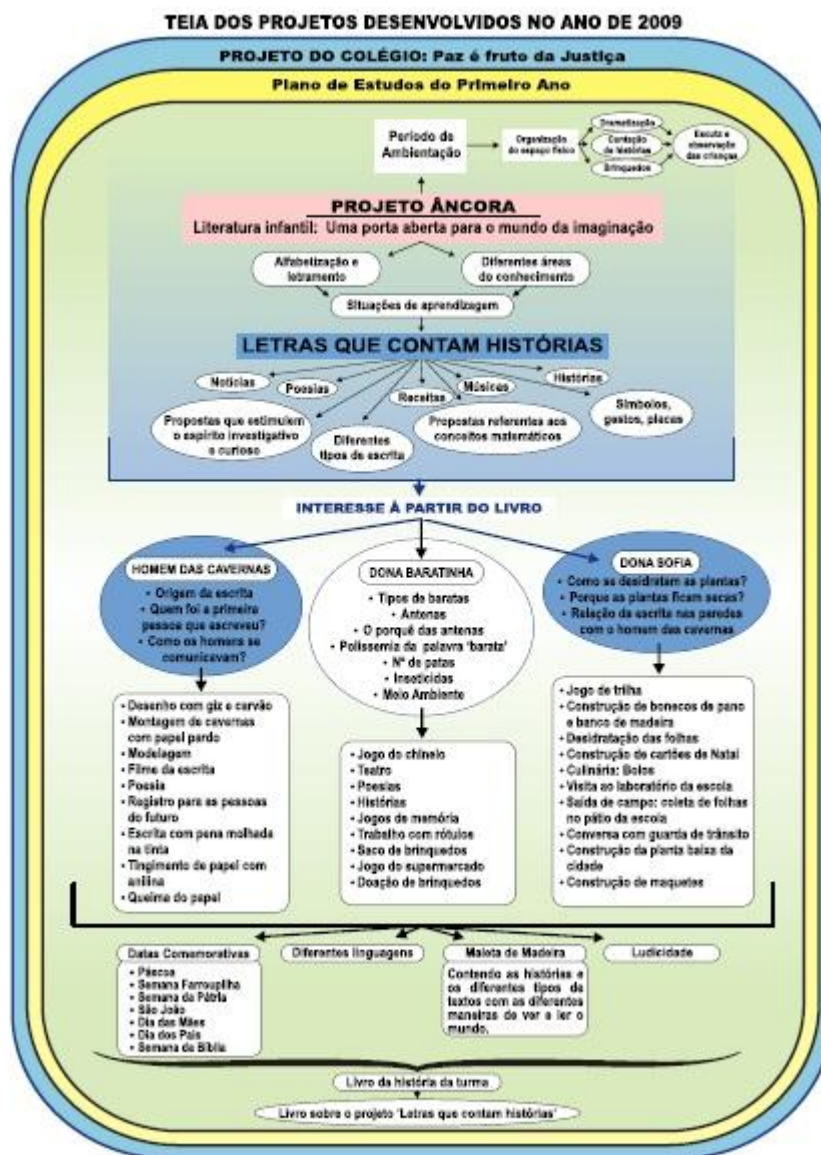 TEIA DOS PROJETOS DESENVOLVIDOS NO ANO DE 2009
PROJETO DO COLÉGIO: Paz é fruto da Justiça
Plano de Estudos do Primeiro Ano
Período de
Ambientação
Organização
do espaço físico
Dramatização
Contação
de histórias
Brinquedos
Escuta e
observação
das crianças
PROJETO ÂNCORA
Literatura infantil: Uma porta aberta para o mundo da imaginação
Alfabetização e
letramento
Diferentes áreas
do conhecimento
Situações de aprendizagem
LETRAS QUE CONTAM HISTÓRIAS
Notícias
Poesias
Receitas
Músicas
Histórias
Propostas que estimulem
o espírito investigativo
e curioso
Diferentes
tipos de escrita
Propostas referentes aos
conceitos matemáticos
Símbolos,
gestos, placas
INTERESSE À PARTIR DO LIVRO
HOMEM DAS CAVERNAS
• Origem da escrita
• Quem foi a primeira
pessoa que escreveu?
• Como os homens se
comunicavam?
DONA BARATINHA
• Tipos de baratas
• Antenas
• O porquê das antenas
• Polissemia da palavra 'barata'
• Nº de patas
• Inseticidas
• Meio Ambiente
DONA SOFIA
• Como se desidratam as plantas?
• Porque as plantas ficam secas?
• Relação da escrita nas paredes
com o homem das cavernas
• Desenho com giz e carvão
• Montagem de cavernas
com papel pardo
• Modelagem
• Filme da escrita
• Poesia
• Registro para as pessoas
do futuro
• Escrita com pena molhada
na tinta
• Tingimento de papel com
anilina
• Queima do papel
• Jogo do chinelo
• Teatro
• Poesias
• Histórias
• Jogos de memória
• Trabalho com rótulos
• Saco de brinquedos
• Jogo do supermercado
• Doação de brinquedos
• Jogo de trilha
• Construção de bonecos de pano
e banco de madeira
• Desidratação das folhas
• Construção de cartões de Natal
• Culinária: Bolos
• Visita ao laboratório da escola
• Saída de campo: coleta de folhas
no pátio da escola
• Conversa com guarda de trânsito
• Construção da planta baixa da
cidade
• Construção de maquetes
Datas Comemorativas
• Páscoa
• Semana Farroupilha
• Semana da Pátria
• São João
• Dia das Mães
• Dia dos Pais
• Semana da Bíblia
Diferentes linguagens
Maleta de Madeira
Contendo as histórias e
os diferentes tipos de
textos com as diferentes
maneiras de ver e ler o
mundo.
Ludicidade
Livro da história da turma
Livro sobre o projeto 'Letras que contam histórias'